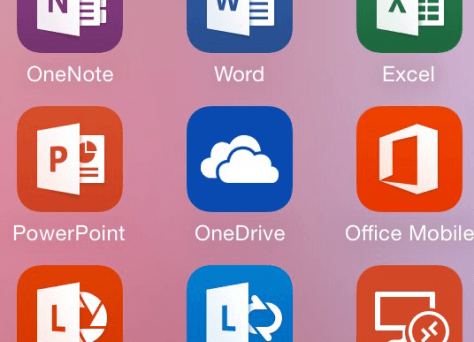 N W X
OneNote Word Excel
P
PowerPoint OneDrive Office Mobile
L L